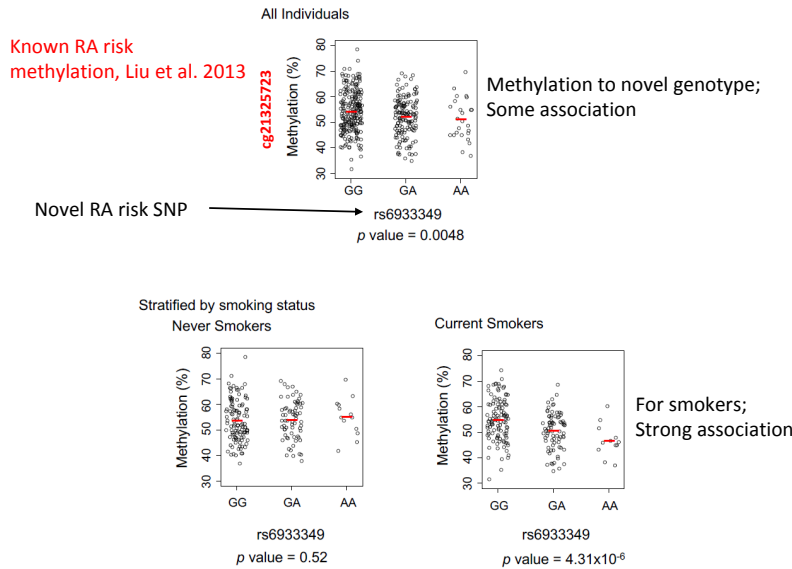 All Individuals
Known RA risk
methylation, Liu et al. 2013
cg21325723
Methylation (%)
80
70
60
50
40
30
GG GA AA
Methylation to novel genotype;
Some association
Novel RA risk SNP
rs6933349
p value = 0.0048
Stratified by smoking status
Never Smokers
Methylation (%)
80
70
60
50
40
30
GG GA AA
rs6933349
p value = 0.52
Current Smokers
Methylation (%)
80
70
60
50
40
30
GG GA AA
rs6933349
p value = 4.31x10⁻⁶
For smokers;
Strong association